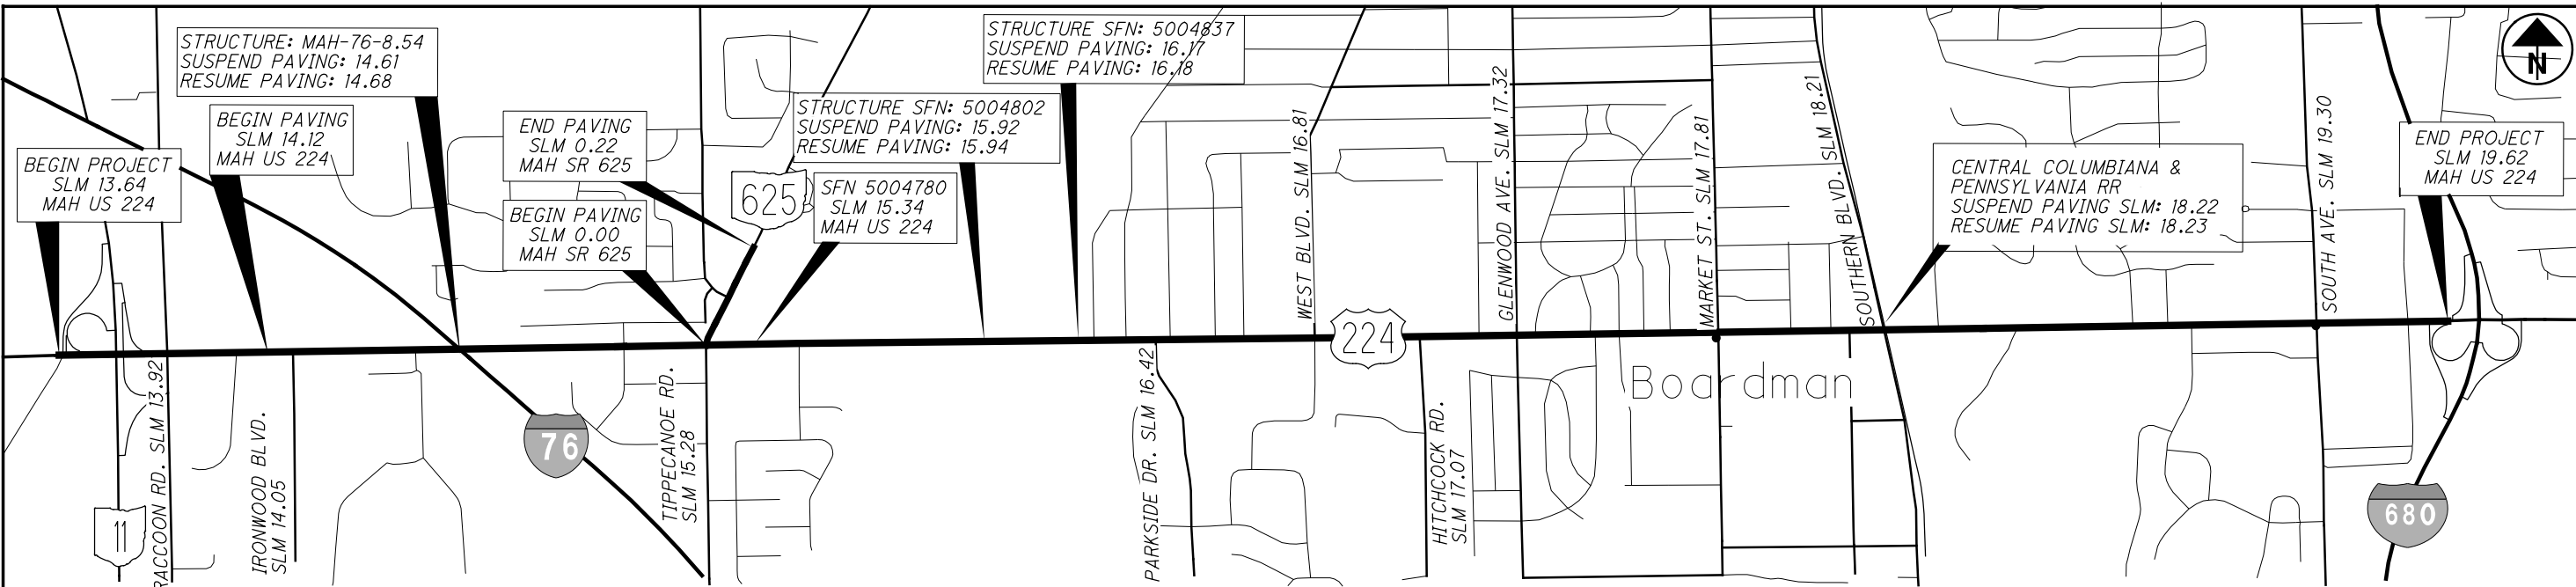 STRUCTURE: MAH-76-8.54
SUSPEND PAVING: 14.61
RESUME PAVING: 14.68
STRUCTURE SFN: 5004837
SUSPEND PAVING: 16.17
RESUME PAVING: 16.18
BEGIN PROJECT
SLM 13.64
MAH US 224
BEGIN PAVING
SLM 14.12
MAH US 224
END PAVING
SLM 0.22
MAH SR 625
BEGIN PAVING
SLM 0.00
MAH SR 625
625
STRUCTURE SFN: 5004802
SUSPEND PAVING: 15.92
RESUME PAVING: 15.94
SFN 5004780
SLM 15.34
MAH US 224
WEST BLVD. SLM 16.81
GLENWOOD AVE. SLM 17.32
MARKET ST. SLM 17.81
SOUTHERN BLVD. SLM 18.21
CENTRAL COLUMBIANA &
PENNSYLVANIA RR
SUSPEND PAVING SLM: 18.22
RESUME PAVING SLM: 18.23
SOUTH AVE. SLM 19.30
END PROJECT
SLM 19.62
MAH US 224
N
11
RACCOON RD. SLM 13.92
IRONWOOD BLVD.
SLM 14.05
76
TIPPECANOE RD.
SLM 15.28
PARKSIDE DR. SLM 16.42
224
HITCHCOCK RD.
SLM 17.07
Boardman
680